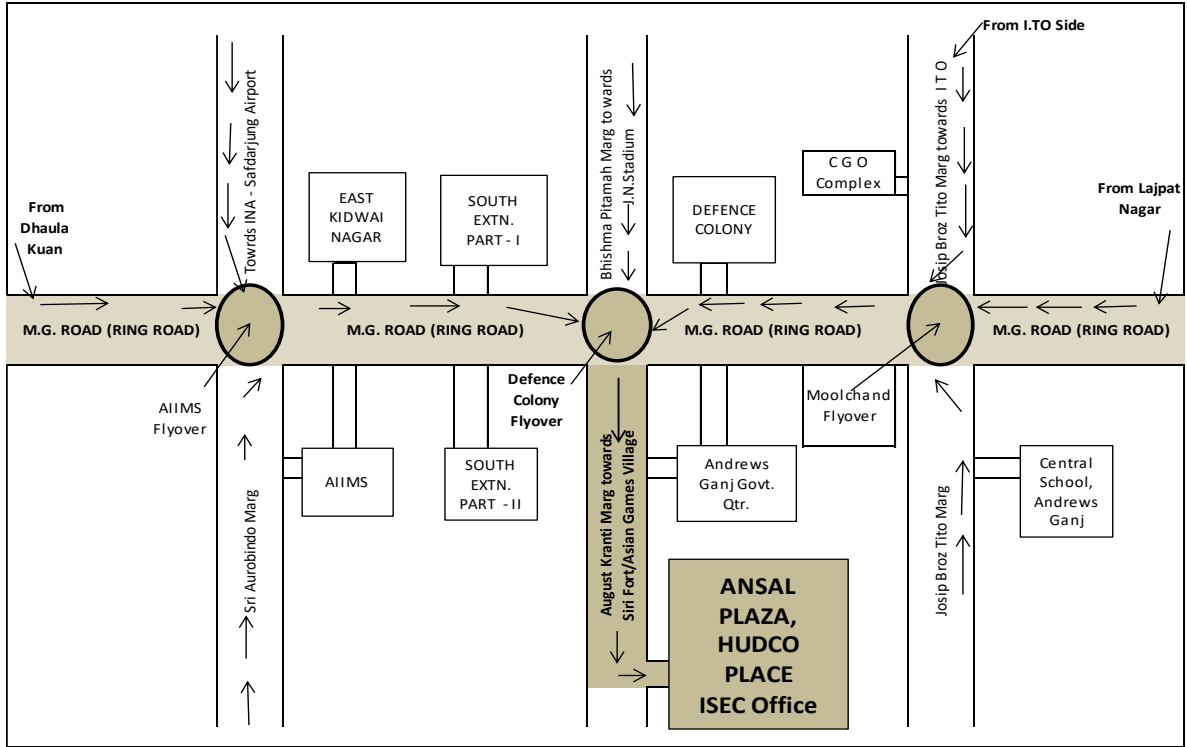 From I.TO Side
Towrds INA - Safdarjung Airport
Bhishma Pitamah Marg to wards
J.N.Stadium
Josip Broz Tito Marg towards I T O
C G O
Complex
From
Dhaula
Kuan
EAST
KIDWAI
NAGAR
SOUTH
EXTN.
PART - I
DEFENCE
COLONY
From Lajpat
Nagar
M.G. ROAD (RING ROAD)
M.G. ROAD (RING ROAD)
M.G. ROAD (RING ROAD)
M.G. ROAD (RING ROAD)
AIIMS
Flyover
Defence
Colony
Flyover
Moolchand
Flyover
Sri Aurobindo Marg
AIIMS
SOUTH
EXTN.
PART - II
August Kranti Marg towards
Siri Fort/Asian Games Village
Andrews
Ganj Govt.
Qtr.
Josip Broz Tito Marg
Central
School,
Andrews
Ganj
ANSAL
PLAZA,
HUDCO
PLACE
ISEC Office